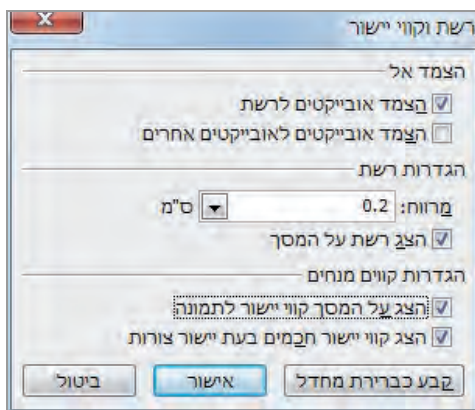 רשת וקווי יישור
הצמד אל
הצמד אובייקטים לרשת
הצמד אובייקטים לאובייקטים אחרים
הגדרות רשת
מרווח: 0.2 ס"מ
הצג רשת על המסך
הגדרות קווים מנחים
הצג על המסך קווי יישור לתמונה
הצג קווי יישור חכמים בעת יישור צורות
קבע כברירת מחדל אישור ביטול